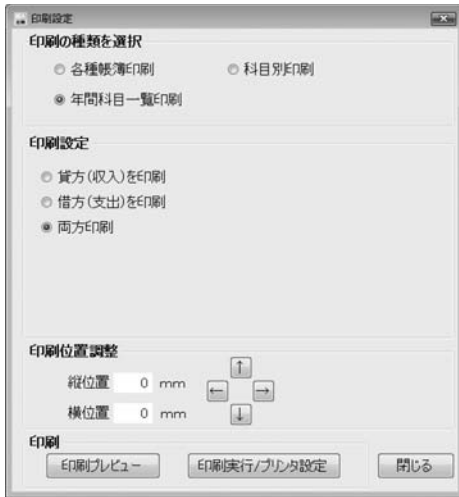 印刷設定
印刷の種類を選択
各種帳簿印刷 科目別印刷
年間科目一覧印刷
印刷設定
貸方(収入)を印刷
借方(支出)を印刷
両方印刷
印刷位置調整
↑
縦位置 0 mm
← →
横位置 0 mm
↓
印刷
印刷プレビュー 印刷実行/プリンタ設定 閉じる